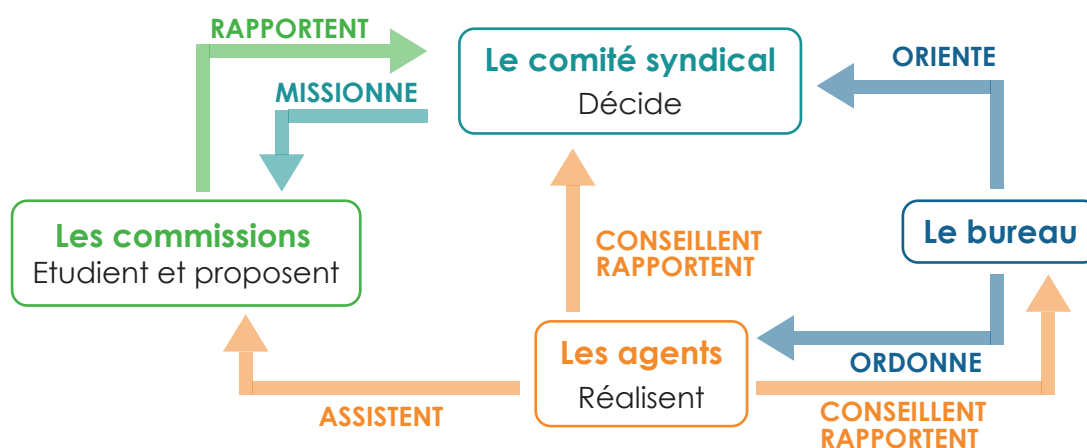 RAPPORTENT
MISSIONNE
Le comité syndical
Décide
ORIENTE
Les commissions
Etudient et proposent
CONSEILLENT
RAPPORTENT
Le bureau
Les agents
Réalisent
ORDONNE
ASSISTENT
CONSEILLENT
RAPPORTENT